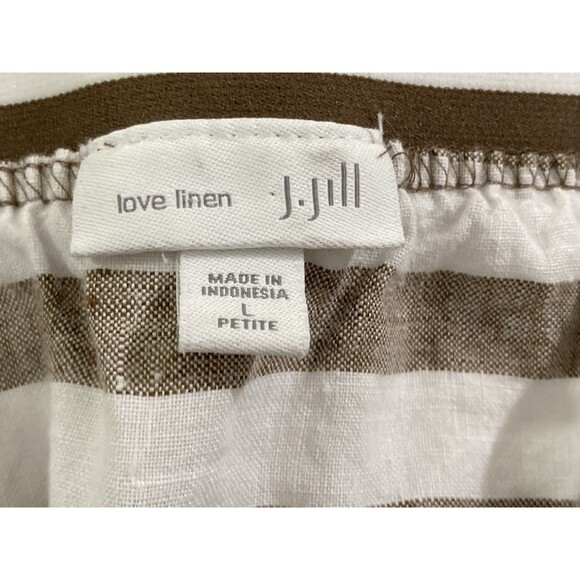 love linen J.Jill
MADE IN
INDONESIA
L
PETITE